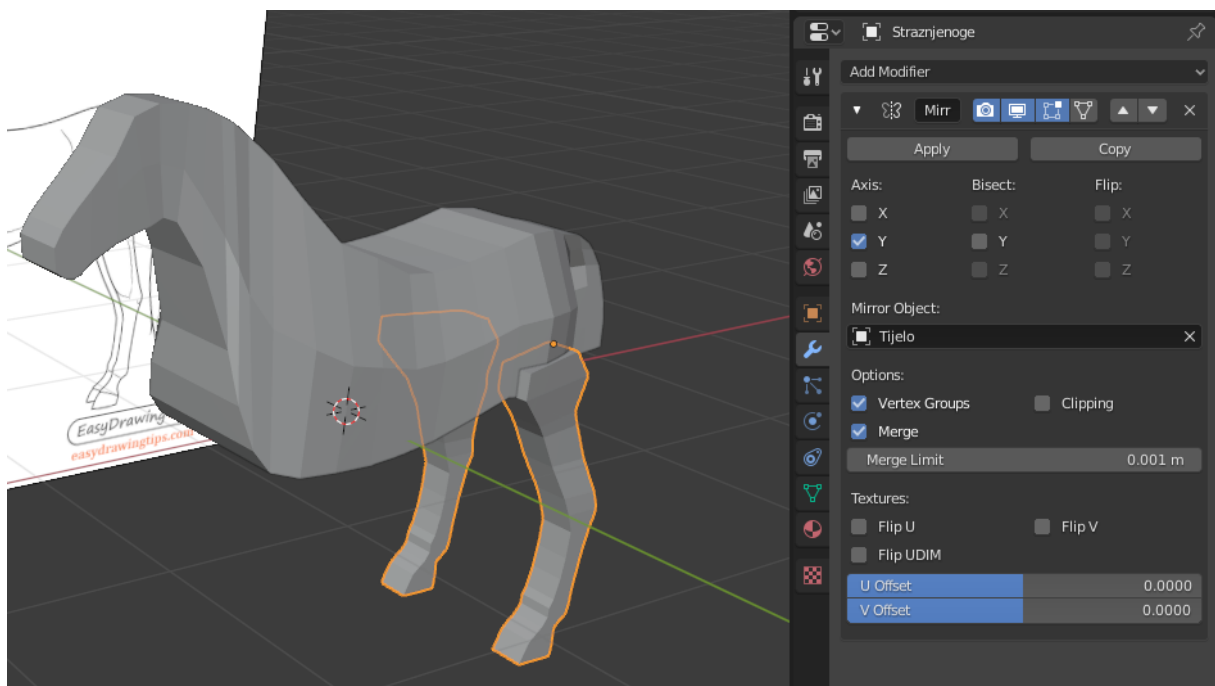 Straznjenoge
Add Modifier
Mirr
Apply Copy
Axis: Bisect: Flip:
X X X
Y Y Y
Z Z Z
Mirror Object:
Tijelo
Options:
Vertex Groups Clipping
Merge
Merge Limit 0.001 m
Textures:
Flip U Flip V
Flip UDIM
U Offset 0.0000
V Offset 0.0000
EasyDrawing
easydrawingtips.com